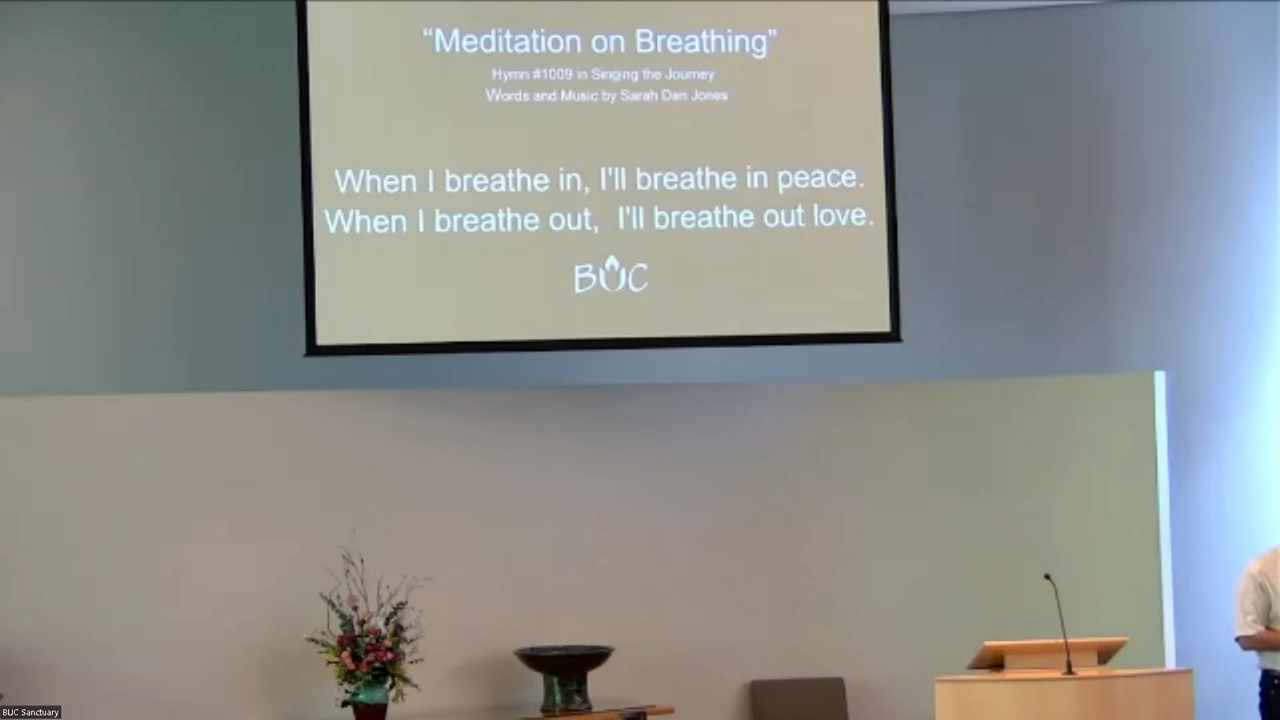 “Meditation on Breathing”
Hymn #1009 in Singing the Journey
Words and Music by Sarah Dan Jones
When I breathe in, I'll breathe in peace.
When I breathe out, I'll breathe out love.
BUC
BUC Sanctuary